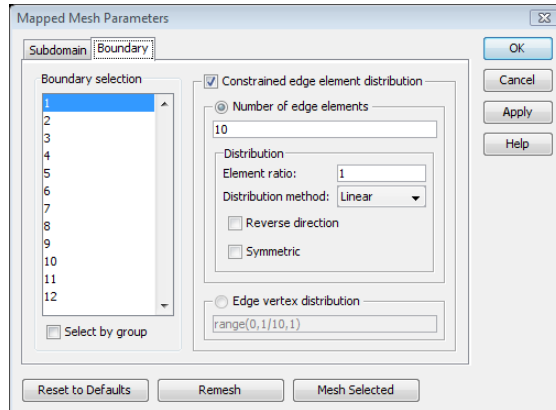 Mapped Mesh Parameters
Subdomain Boundary
Boundary selection
1
2
3
4
5
6
7
8
9
10
11
12
Select by group
Constrained edge element distribution
Number of edge elements
10
Distribution
Element ratio: 1
Distribution method: Linear
Reverse direction
Symmetric
Edge vertex distribution
range(0,1/10,1)
OK
Cancel
Apply
Help
Reset to Defaults Remesh Mesh Selected